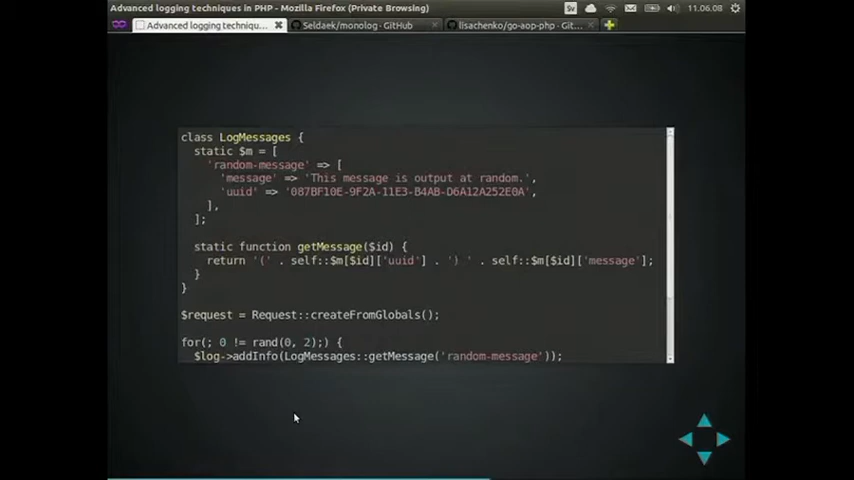 Advanced logging techniques in PHP - Mozilla Firefox (Private Browsing)
Sv
11.06.08
Advanced logging techniqu...
Seldaek/monolog · GitHub
lisachenko/go-aop-php · Git...
class LogMessages {
static $m = [
'random-message' => [
'message' => 'This message is output at random.',
'uuid' => '087BF10E-9F2A-11E3-B4AB-D6A12A252E0A',
],
];
static function getMessage($id) {
return '(' . self::$m[$id]['uuid'] . ') ' . self::$m[$id]['message'];
}
}
$request = Request::createFromGlobals();
for(; 0 != rand(0, 2);) {
$log->addInfo(LogMessages::getMessage('random-message'));